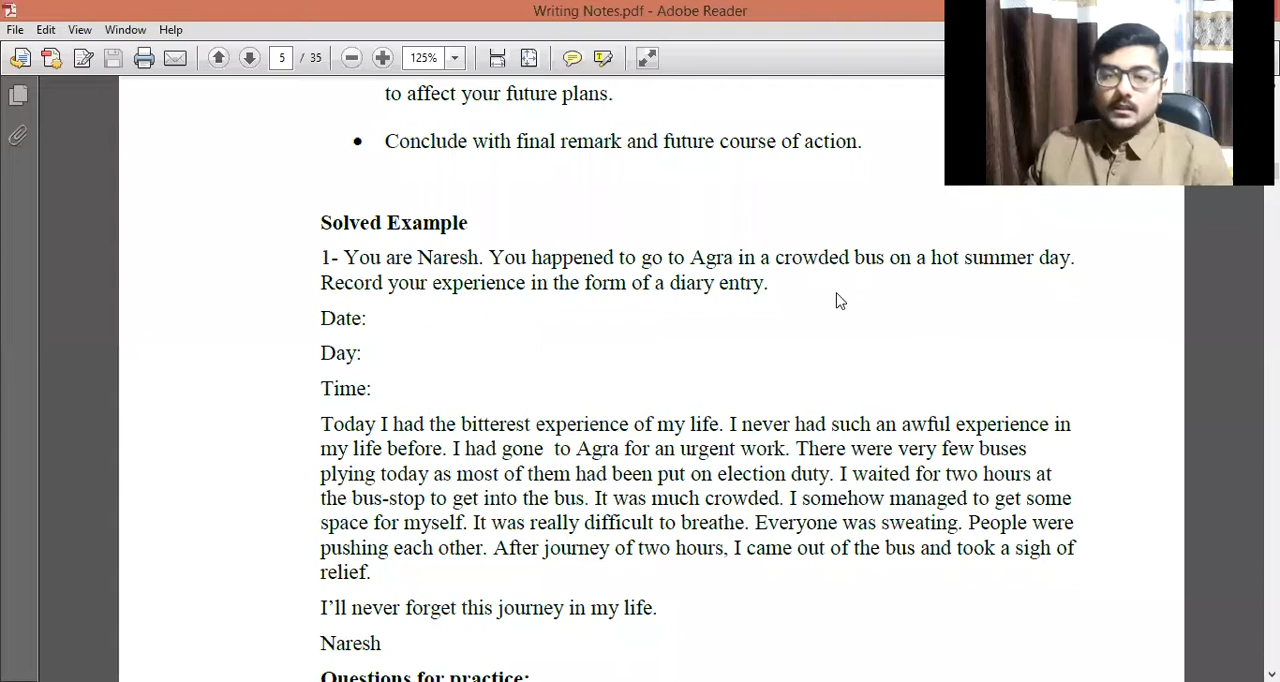 Writing Notes.pdf - Adobe Reader
File Edit View Window Help
5 / 35 125%
to affect your future plans.
• Conclude with final remark and future course of action.
Solved Example
1- You are Naresh. You happened to go to Agra in a crowded bus on a hot summer day.
Record your experience in the form of a diary entry.
Date:
Day:
Time:
Today I had the bitterest experience of my life. I never had such an awful experience in
my life before. I had gone  to Agra for an urgent work. There were very few buses
plying today as most of them had been put on election duty. I waited for two hours at
the bus-stop to get into the bus. It was much crowded. I somehow managed to get some
space for myself. It was really difficult to breathe. Everyone was sweating. People were
pushing each other. After journey of two hours, I came out of the bus and took a sigh of
relief.
I’ll never forget this journey in my life.
Naresh
Questions for practice: